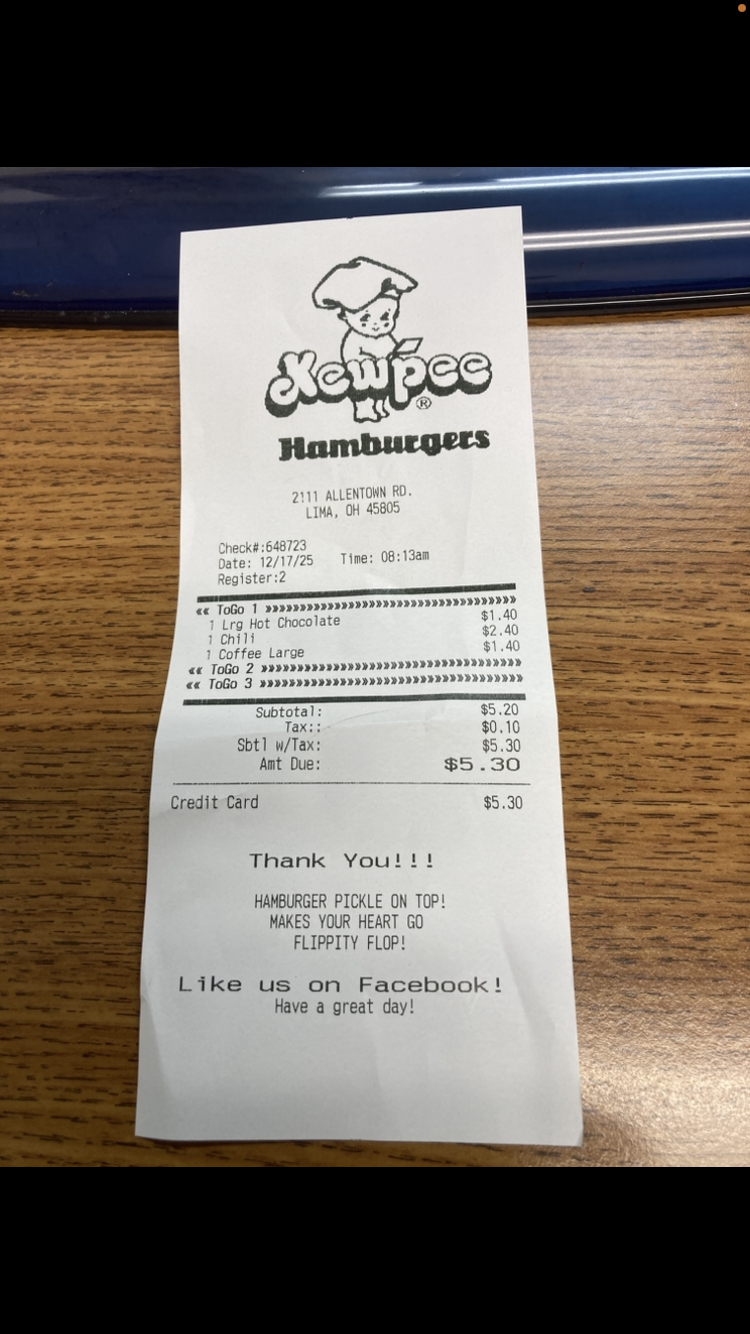 Kewpee®
Hamburgers
2111 ALLENTOWN RD.
LIMA, OH 45805
Check#:648723
Date: 12/17/25 Time: 08:13am
Register:2
«« ToGo 1 »»»»»»»»»»»»»»»»»»»»»»»»
1 Lrg Hot Chocolate $1.40
1 Chili $2.40
1 Coffee Large $1.40
«« ToGo 2 »»»»»»»»»»»»»»»»»»»»»»»»
«« ToGo 3 »»»»»»»»»»»»»»»»»»»»»»»»
Subtotal: $5.20
Tax:: $0.10
Sbtl w/Tax: $5.30
Amt Due: $5.30
Credit Card $5.30
Thank You!!!
HAMBURGER PICKLE ON TOP!
MAKES YOUR HEART GO
FLIPPITY FLOP!
Like us on Facebook!
Have a great day!